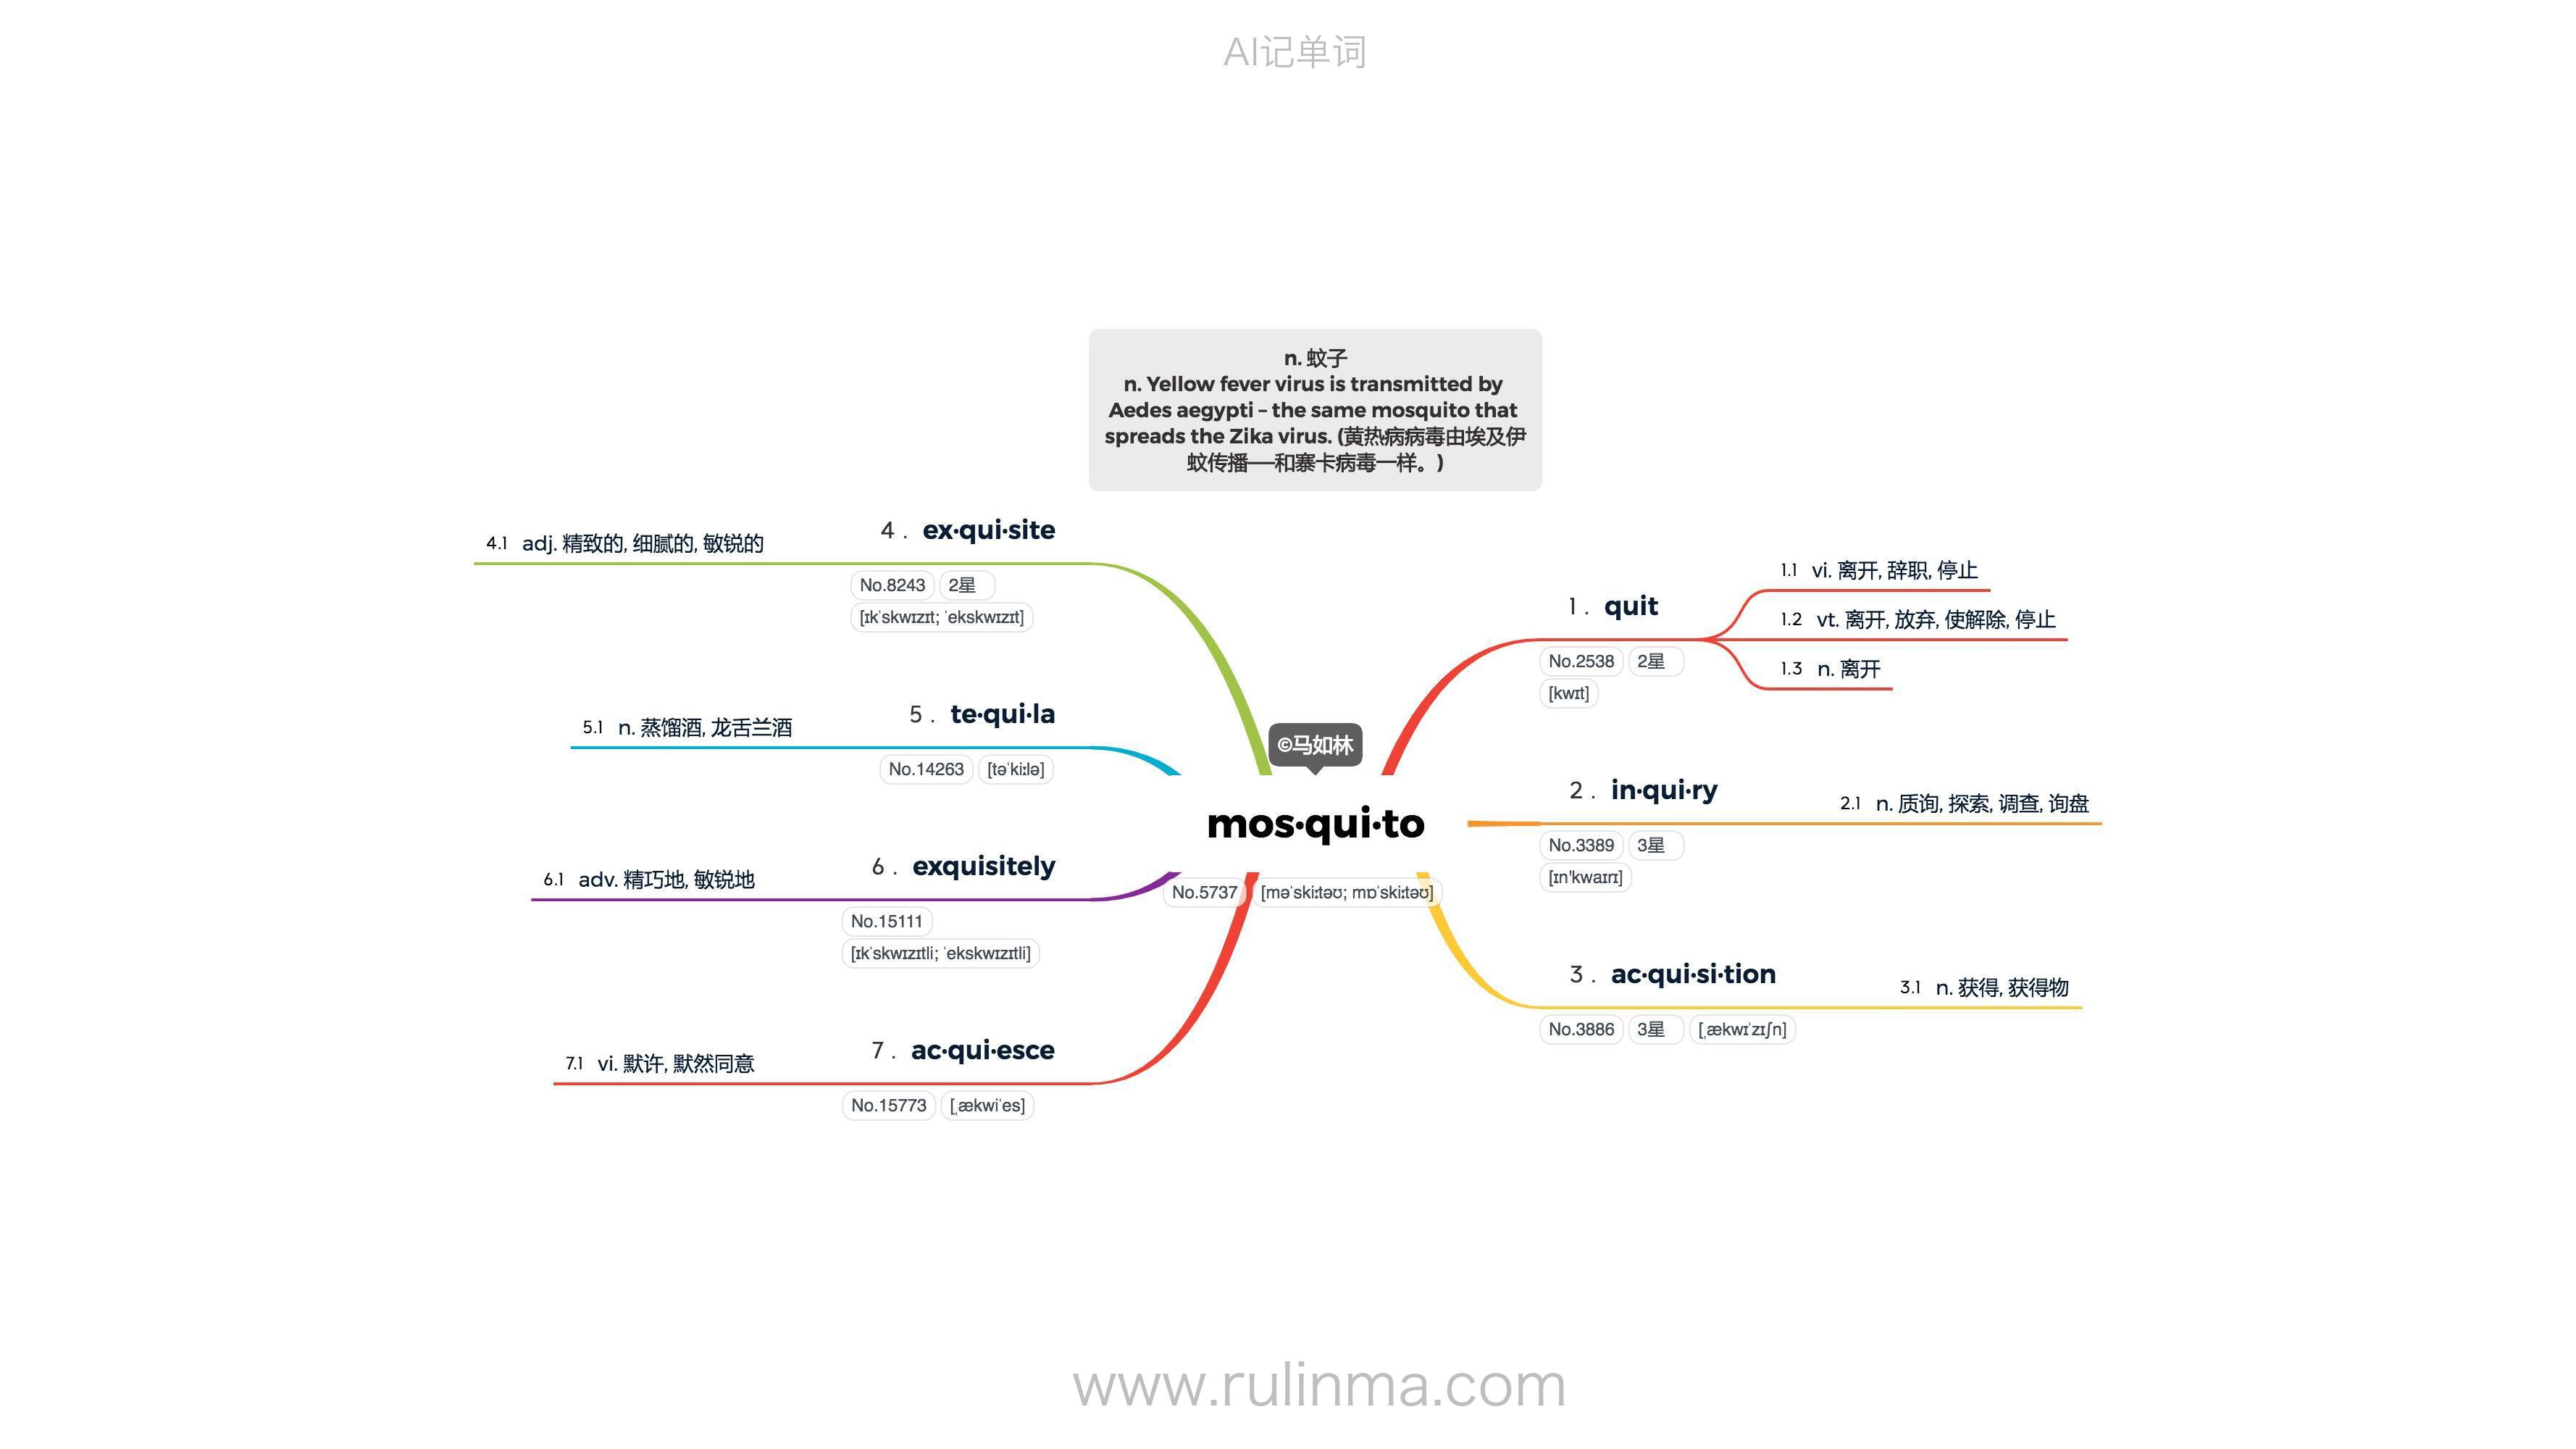 AI记单词
n. 蚊子
n. Yellow fever virus is transmitted by
Aedes aegypti – the same mosquito that
spreads the Zika virus. (黄热病病毒由埃及伊
蚊传播——和寨卡病毒一样。)
©马如林
mos·qui·to
No.5737 [məˈskiːtəʊ; mɒˈskiːtəʊ]
1 . quit
No.2538 2星
[kwɪt]
1.1 vi. 离开, 辞职, 停止
1.2 vt. 离开, 放弃, 使解除, 停止
1.3 n. 离开
2 . in·qui·ry
No.3389 3星
[ɪn'kwaɪrɪ]
2.1 n. 质询, 探索, 调查, 询盘
3 . ac·qui·si·tion
No.3886 3星 [ˌækwɪˈzɪʃn]
3.1 n. 获得, 获得物
4 . ex·qui·site
No.8243 2星
[ɪkˈskwɪzɪt; ˈekskwɪzɪt]
4.1 adj. 精致的, 细腻的, 敏锐的
5 . te·qui·la
No.14263 [təˈkiːlə]
5.1 n. 蒸馏酒, 龙舌兰酒
6 . exquisitely
No.15111
[ɪkˈskwɪzɪtli; ˈekskwɪzɪtli]
6.1 adv. 精巧地, 敏锐地
7 . ac·qui·esce
No.15773 [ˌækwiˈes]
7.1 vi. 默许, 默然同意
www.rulinma.com